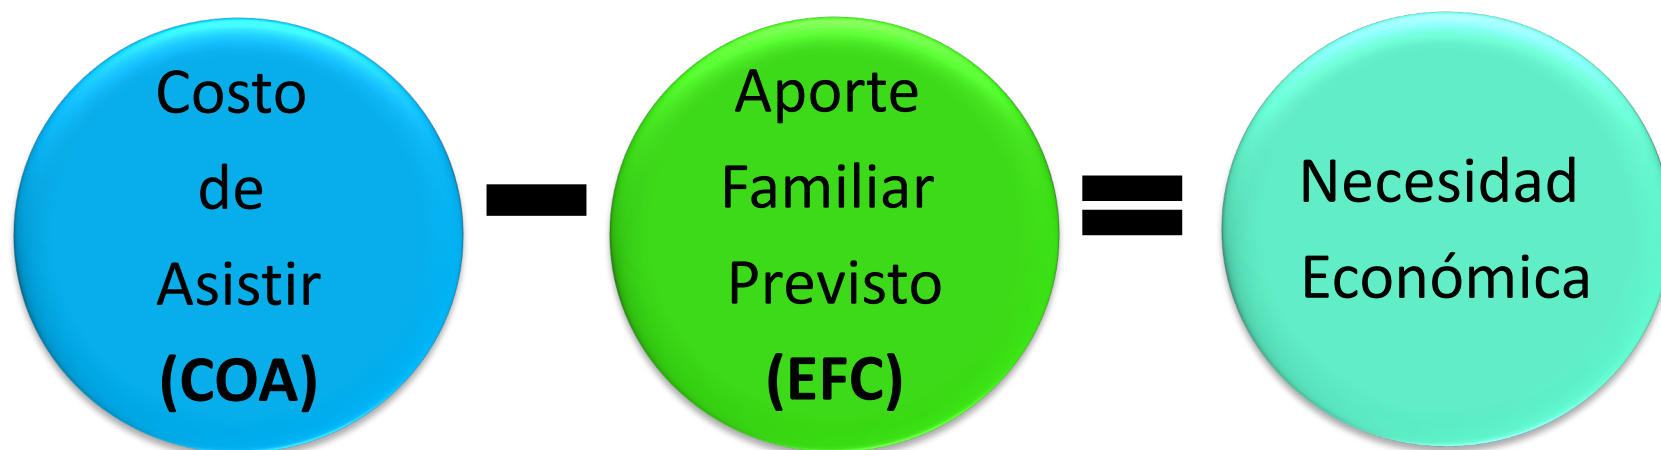 Costo
de
Asistir
(COA)
Aporte
Familiar
Previsto
(EFC)
Necesidad
Económica